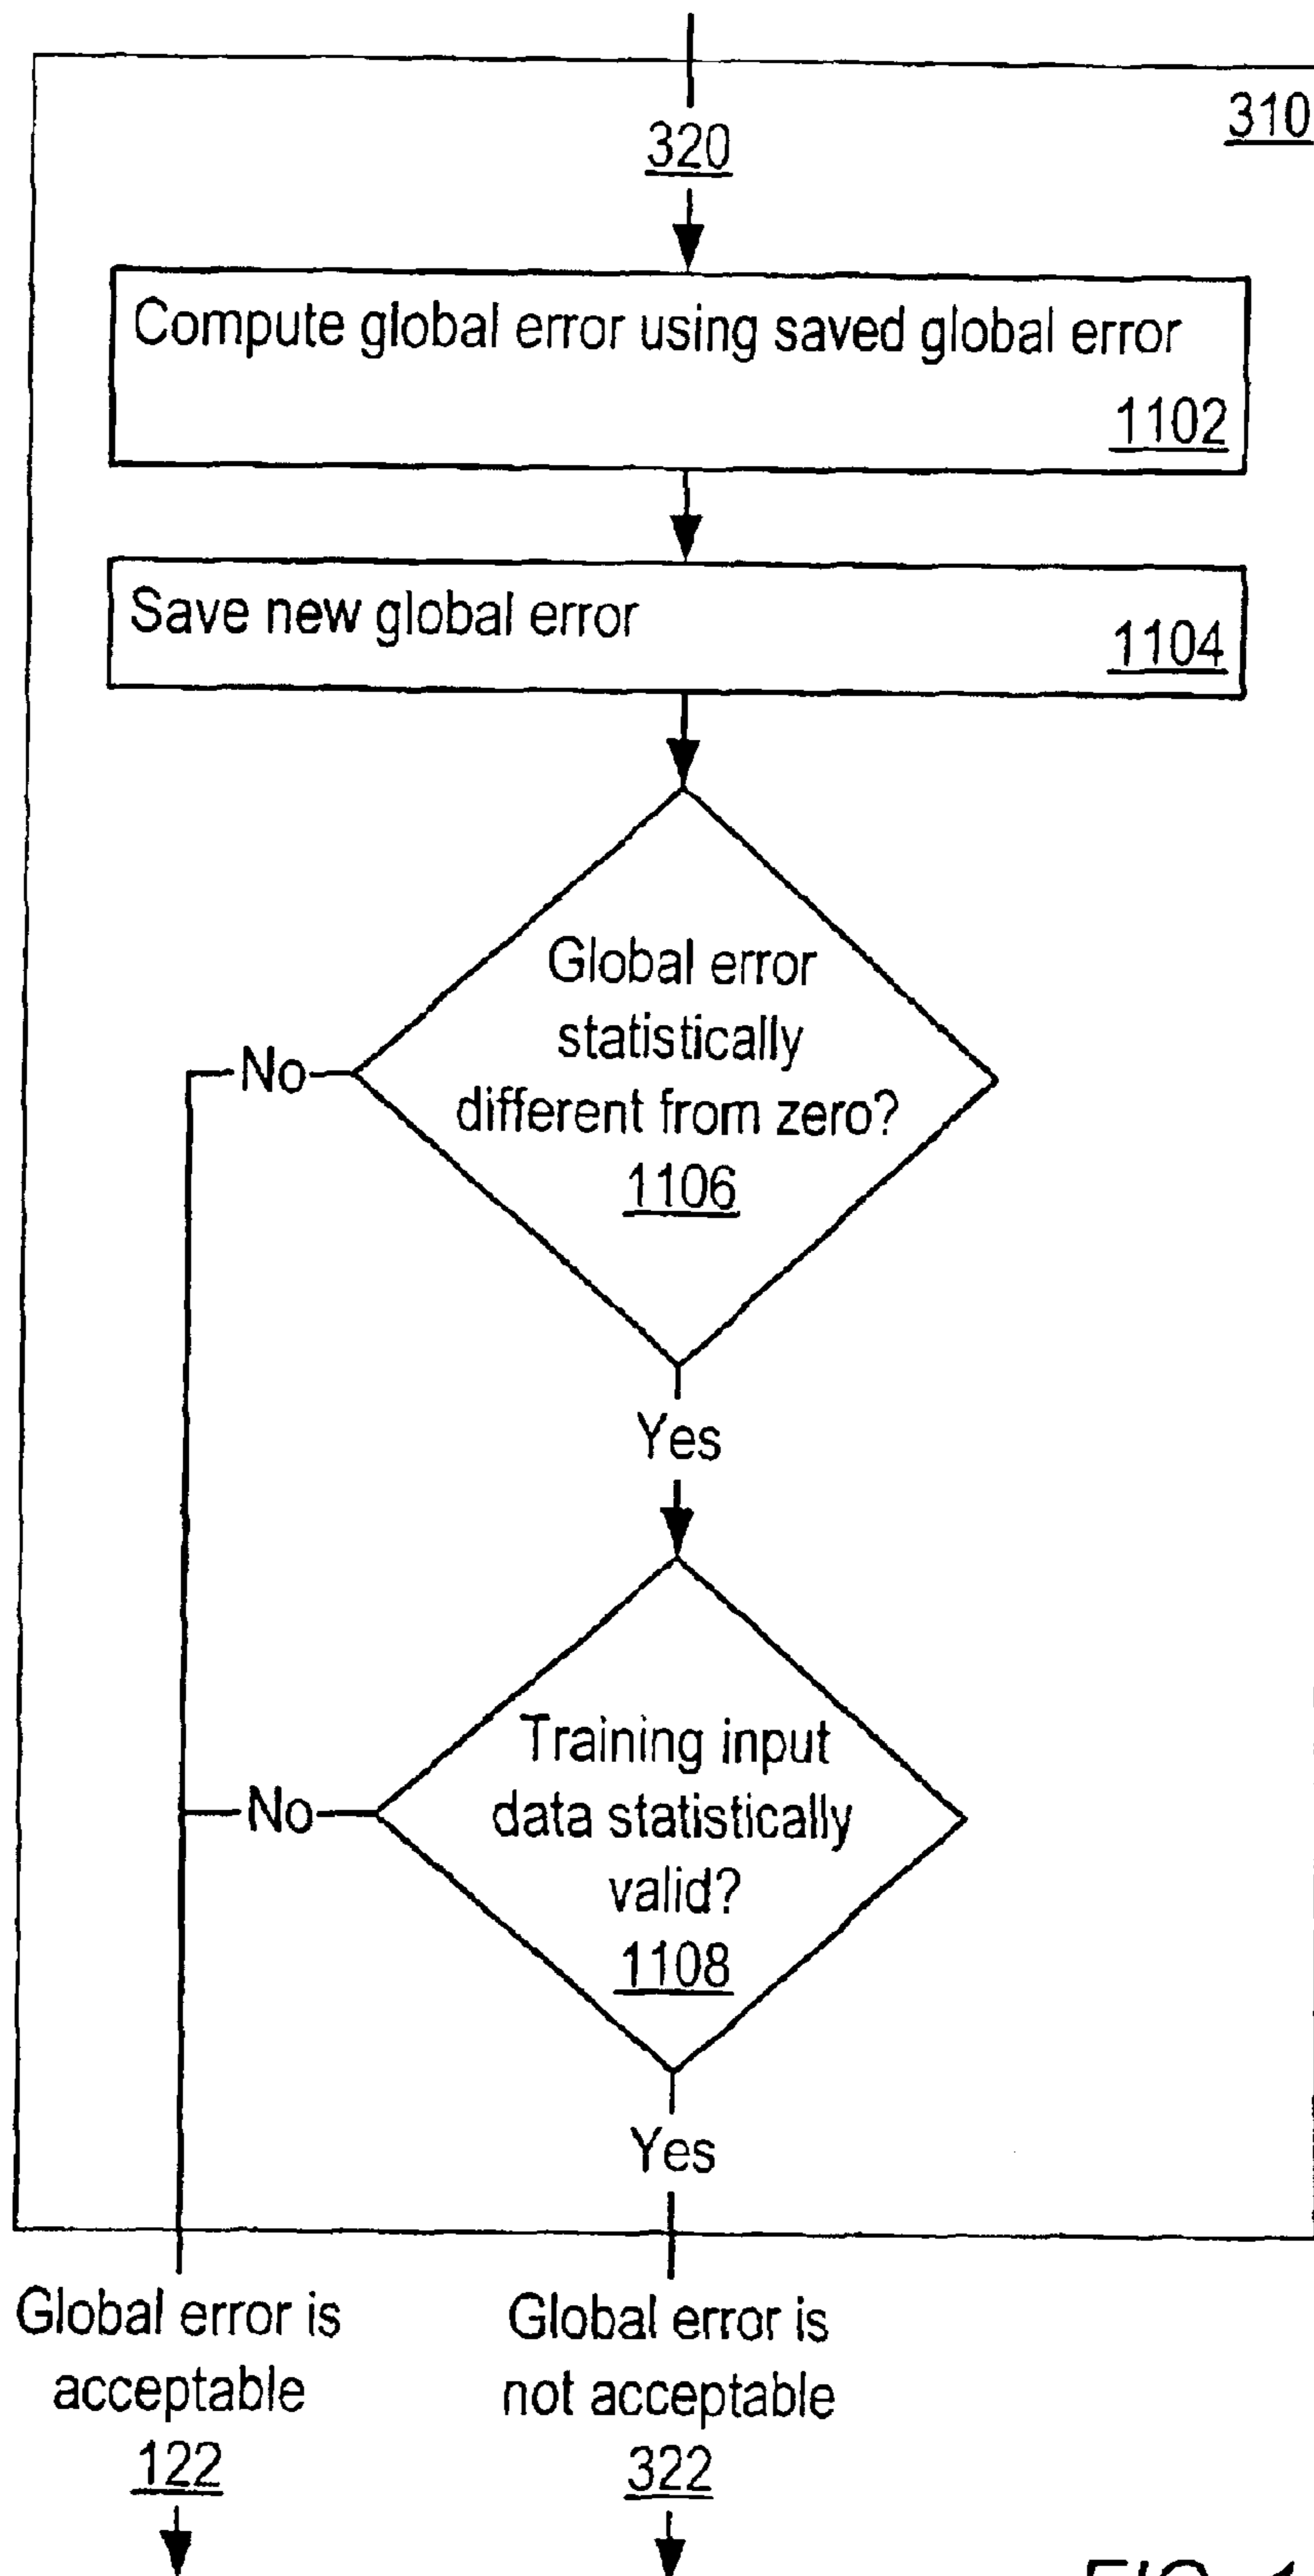 310
320
Compute global error using saved global error
1102
Save new global error
1104
Global error
statistically
different from zero?
1106
No
Yes
Training input
data statistically
valid?
1108
No
Yes
Global error is
acceptable
122
Global error is
not acceptable
322